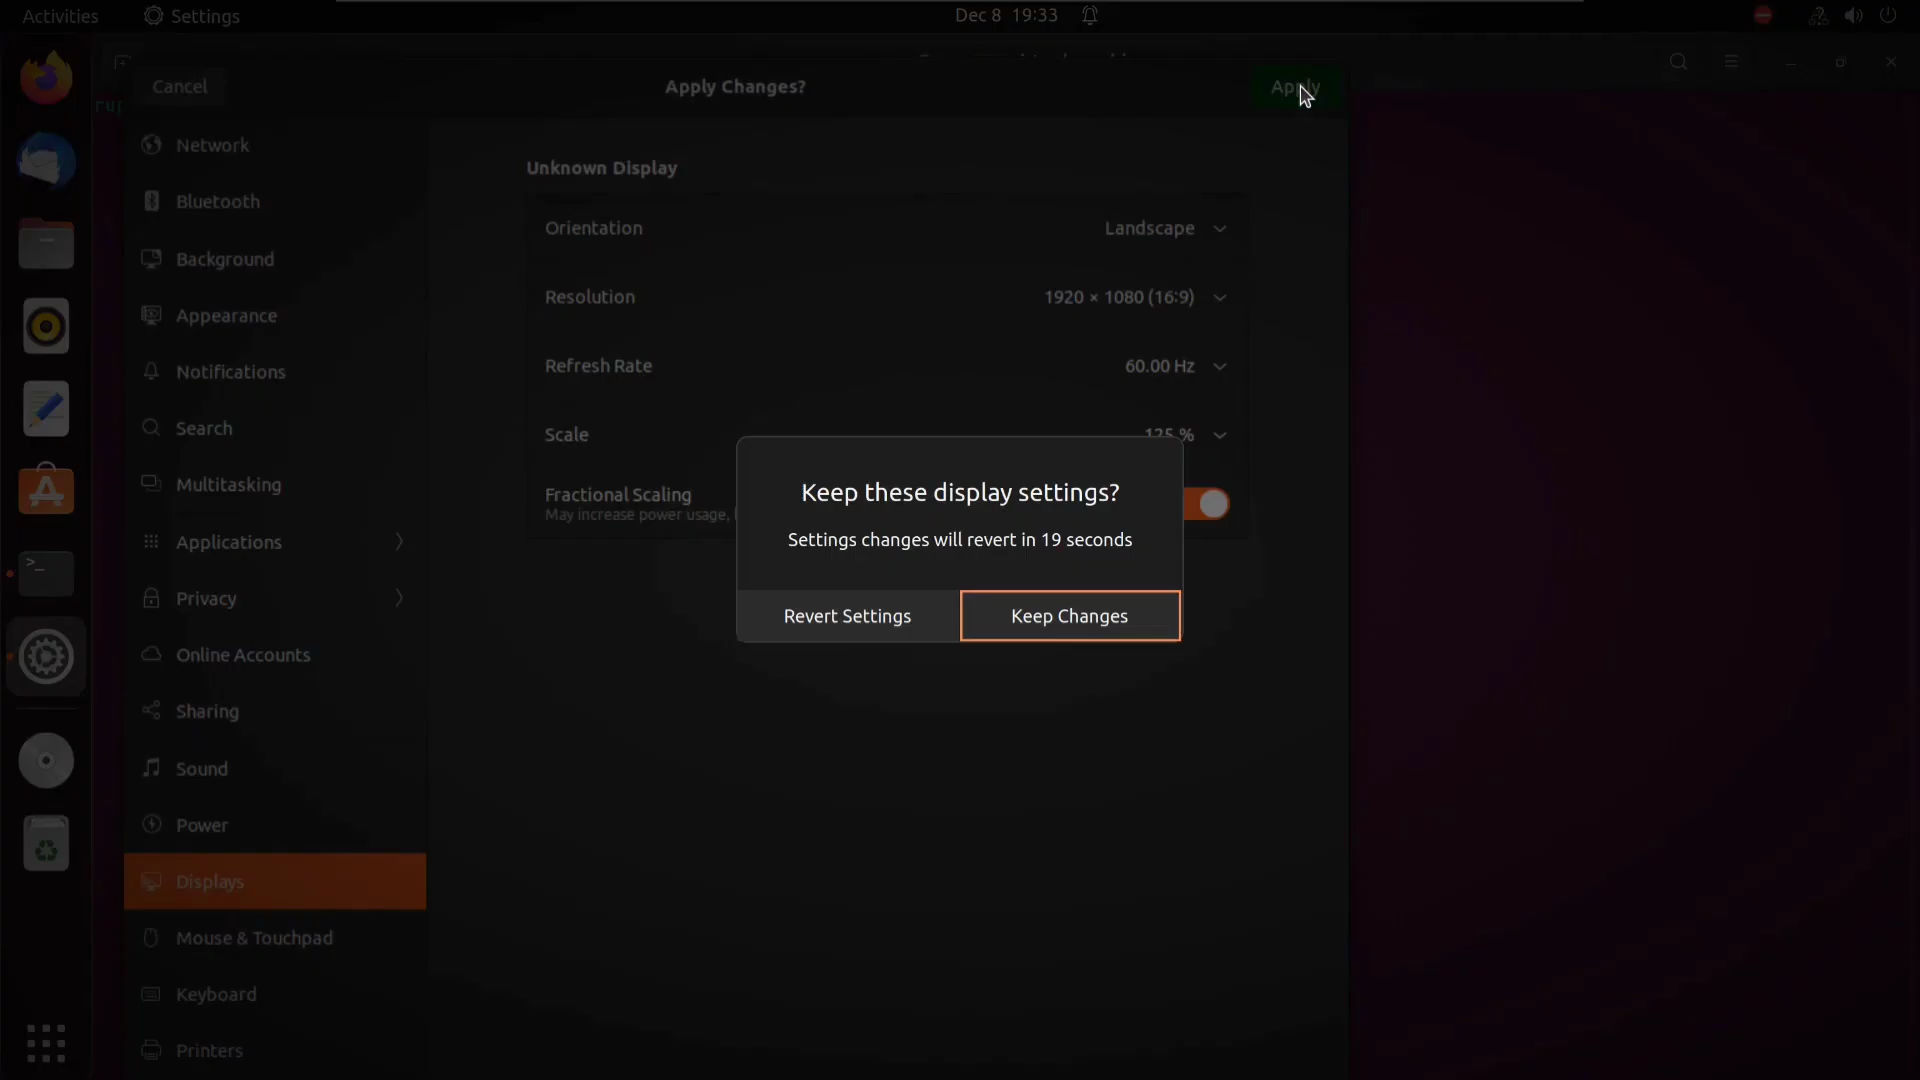 Activities Settings Dec 8 19:33
Cancel Apply Changes? Apply
Network
Bluetooth
Background
Appearance
Notifications
Search
Multitasking
Applications
Privacy
Online Accounts
Sharing
Sound
Power
Displays
Mouse & Touchpad
Keyboard
Printers
Unknown Display
Orientation Landscape
Resolution 1920 × 1080 (16:9)
Refresh Rate 60.00 Hz
Scale 125 %
Fractional Scaling
May increase power usage,
Keep these display settings?
Settings changes will revert in 19 seconds
Revert Settings Keep Changes